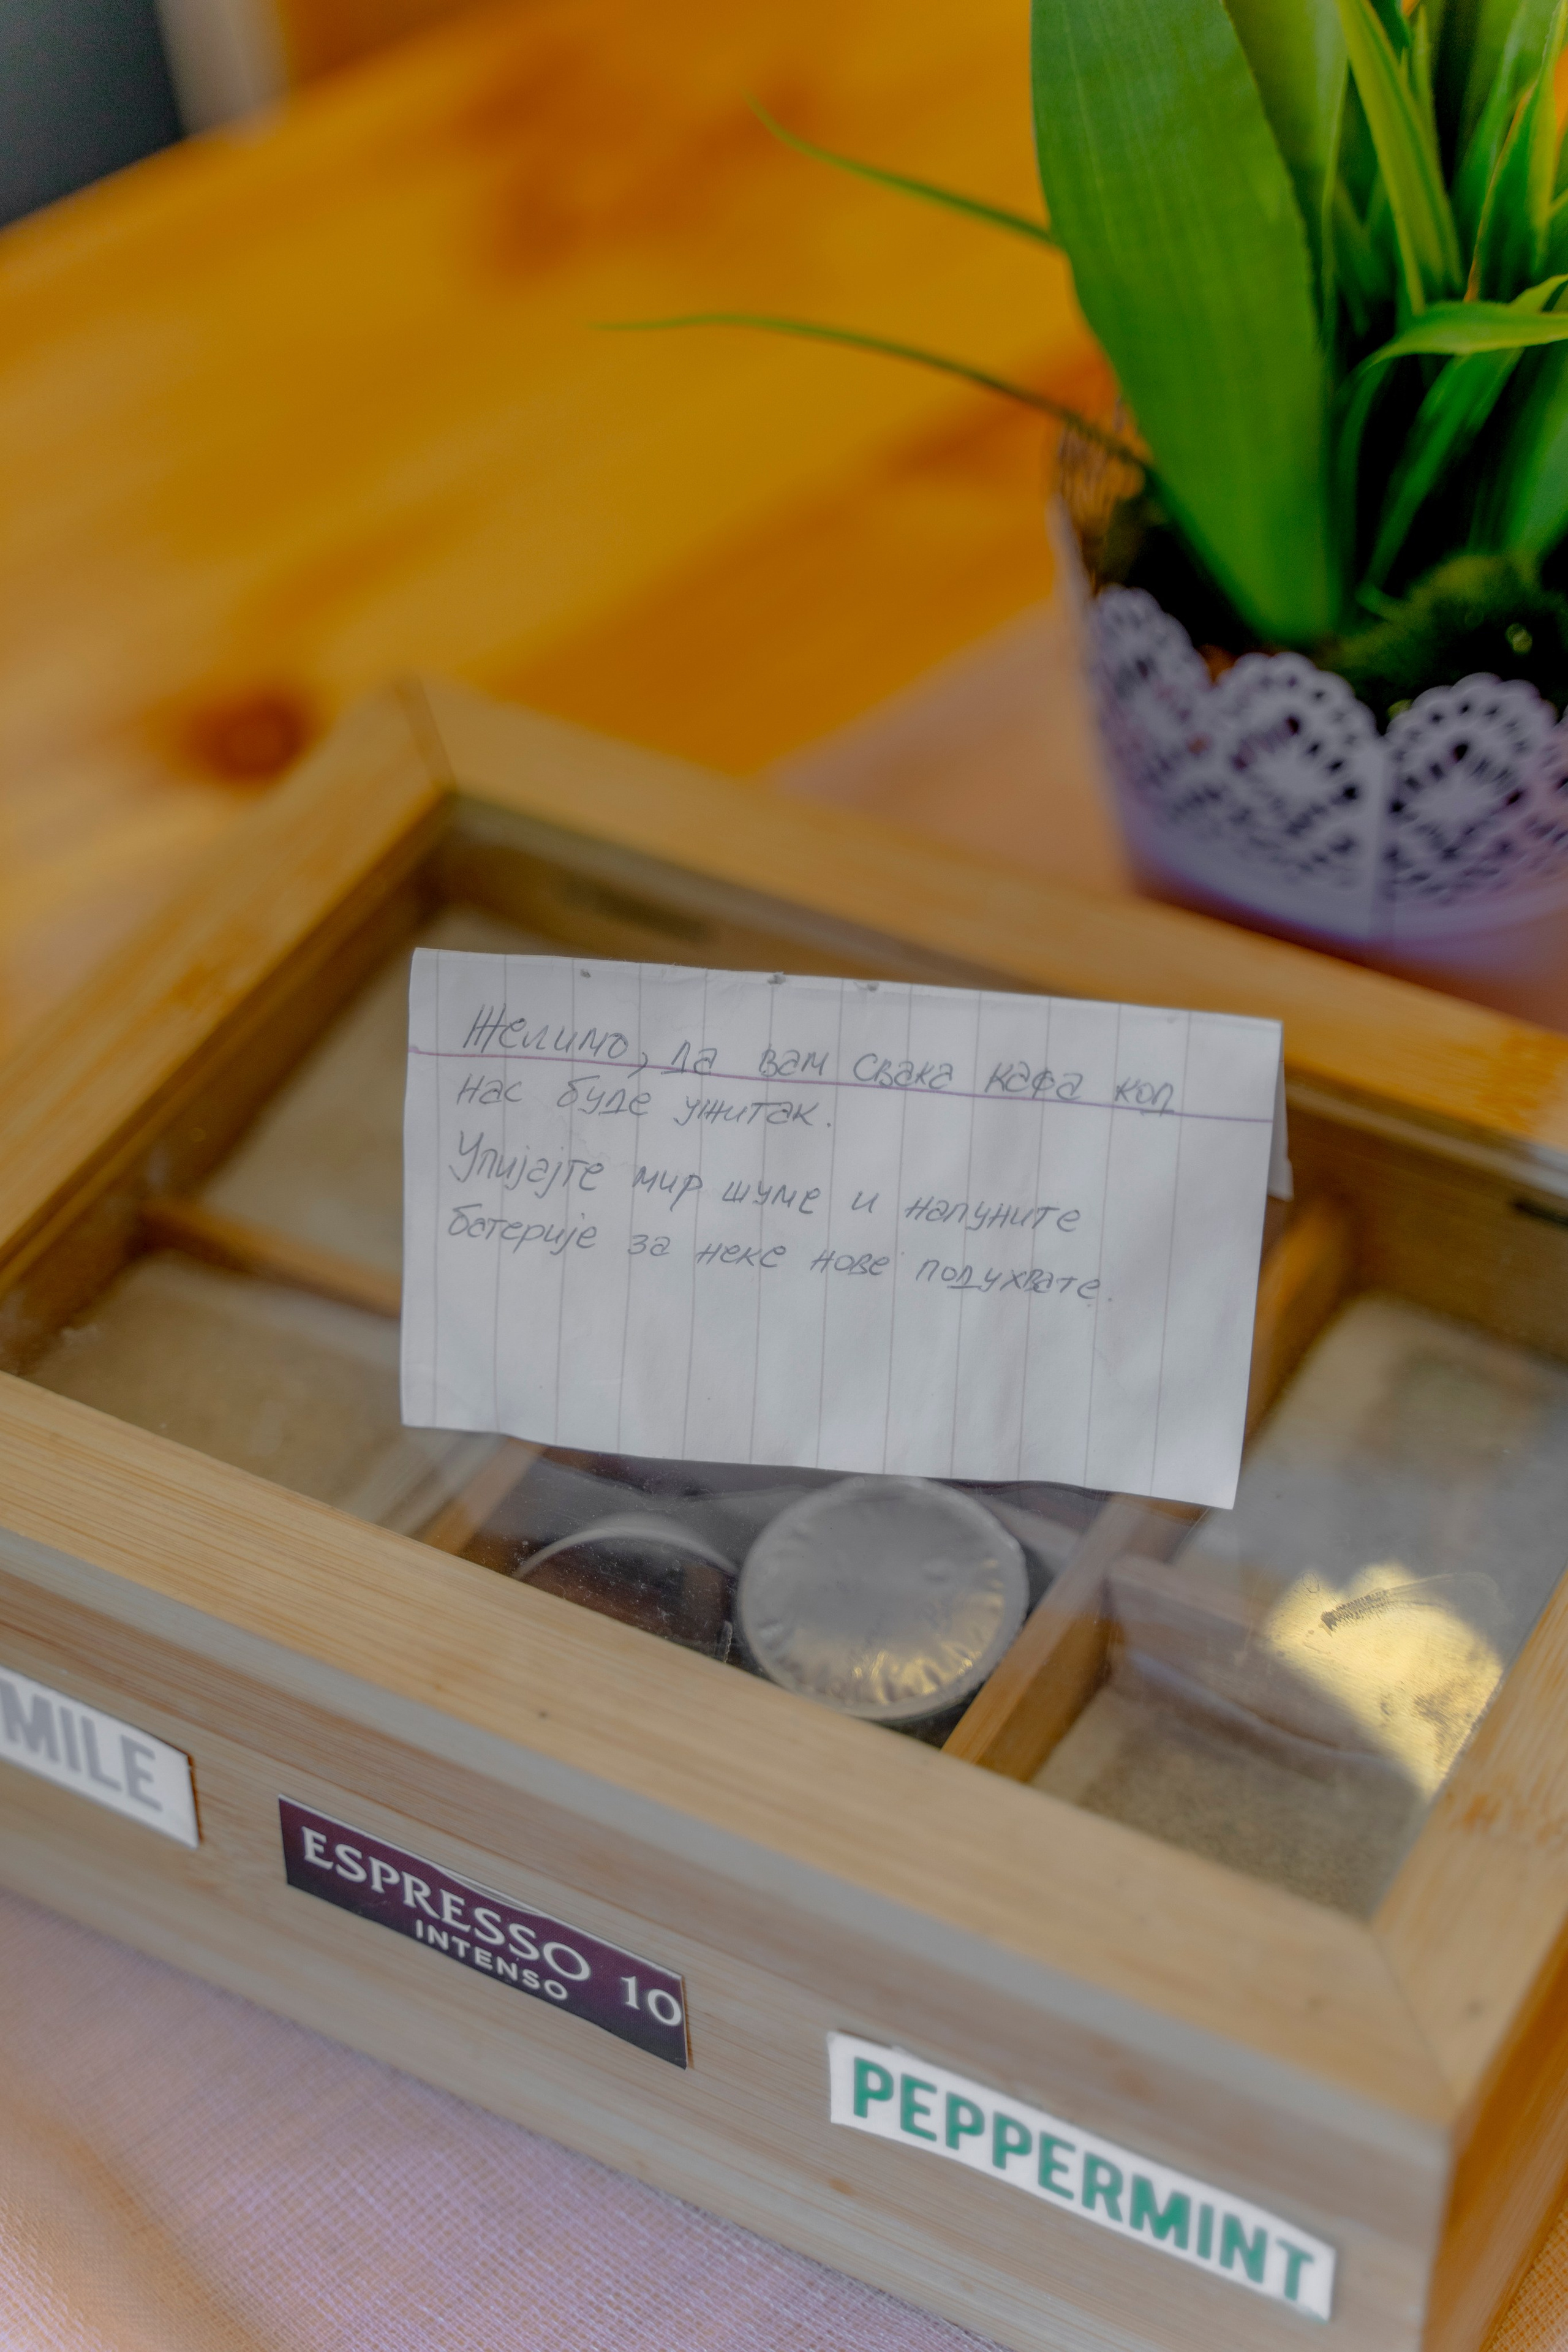 Желимо, да вам свака кафа код
нас буде ужитак.
Упијајте мир шуме и напуните
батерије за неке нове подухвате.
MILE
ESPRESSO 10
INTENSO
PEPPERMINT